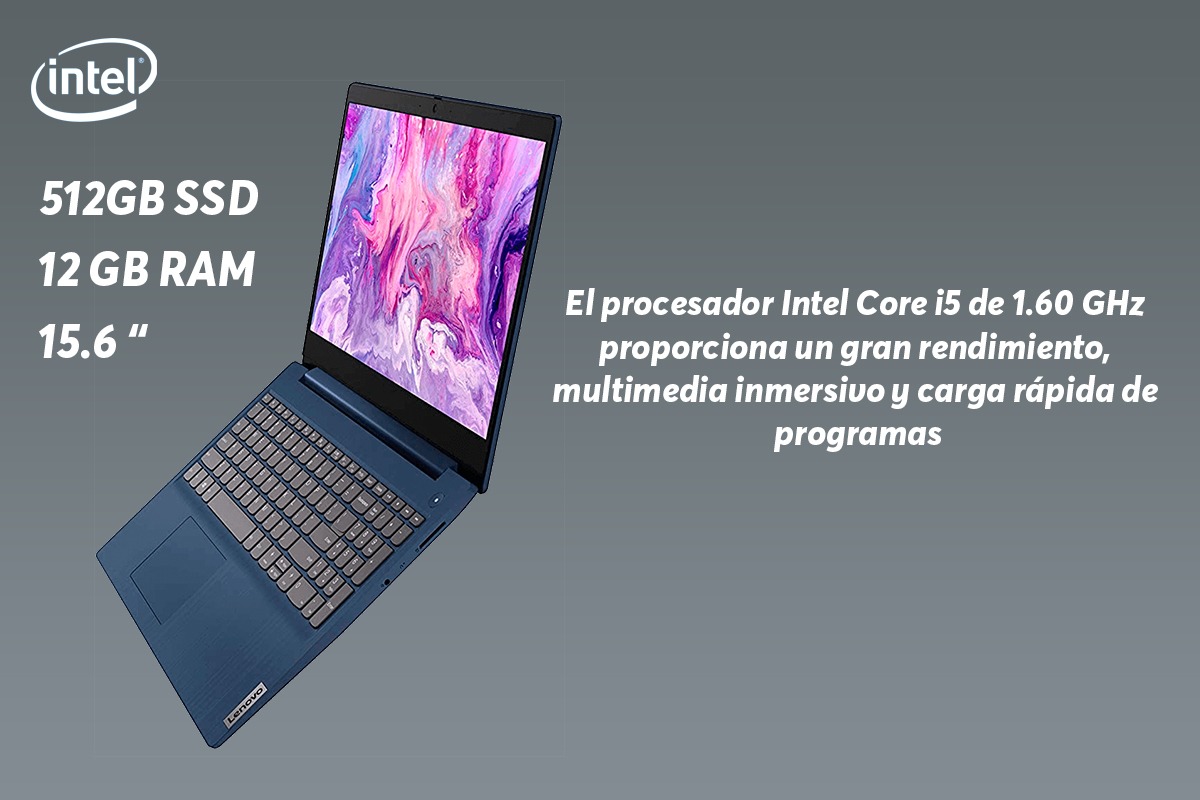 intel®
512GB SSD
12 GB RAM
15.6 “
El procesador Intel Core i5 de 1.60 GHz
proporciona un gran rendimiento,
multimedia inmersivo y carga rápida de
programas
Lenovo